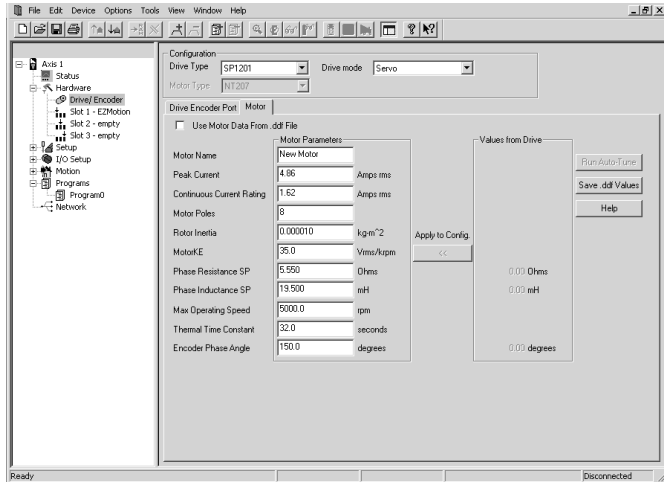 File Edit Device Options Tools View Window Help
Axis 1
Status
Hardware
Drive/ Encoder
Slot 1 - EZMotion
Slot 2 - empty
Slot 3 - empty
Setup
I/O Setup
Motion
Programs
Program0
Network
Configuration
Drive Type SP1201 Drive mode Servo
Motor Type NT207
Drive Encoder Port Motor
Use Motor Data From .ddf File
Motor Parameters Values from Drive
Motor Name New Motor
Peak Current 4.86 Amps rms
Continuous Current Rating 1.62 Amps rms
Motor Poles 8
Rotor Inertia 0.000010 kg-m^2
MotorKE 35.0 Vrms/krpm
Phase Resistance SP 5.550 Ohms 0.00 Ohms
Phase Inductance SP 19.500 mH 0.00 mH
Max Operating Speed 5000.0 rpm
Thermal Time Constant 32.0 seconds
Encoder Phase Angle 150.0 degrees 0.00 degrees
Apply to Config.
<<
Run Auto-Tune
Save .ddf Values
Help
Ready Disconnected